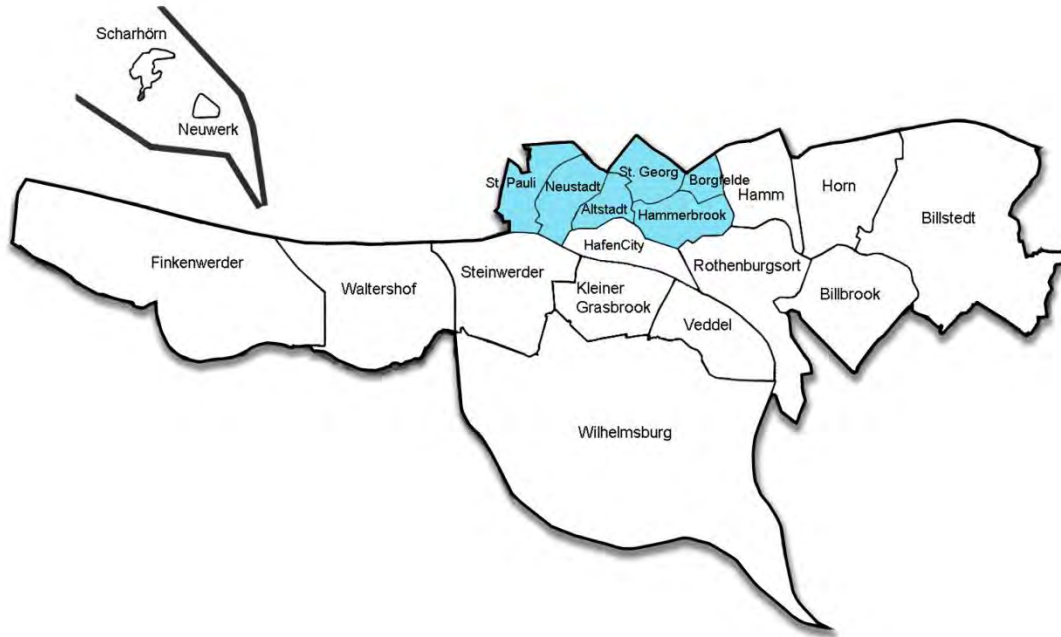 Scharhörn
Neuwerk
St. Pauli
Neustadt
St. Georg
Borgfelde
Altstadt
Hammerbrook
Hamm
Horn
Billstedt
HafenCity
Finkenwerder
Waltershof
Steinwerder
Kleiner
Grasbrook
Rothenburgsort
Billbrook
Veddel
Wilhelmsburg